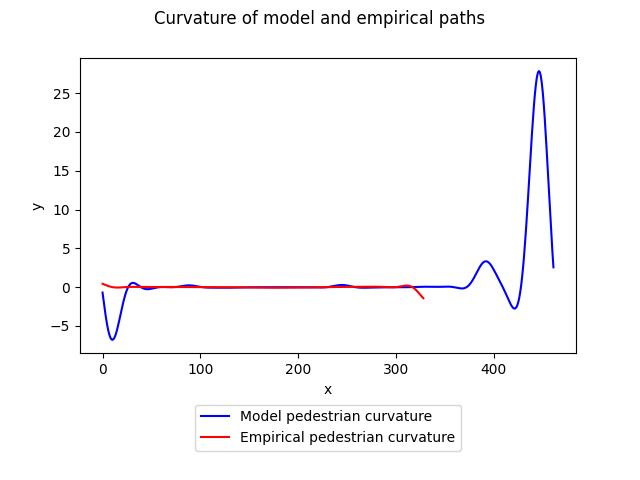 Curvature of model and empirical paths
25
20
15
10
5
0
−5
y
0 100 200 300 400
x
Model pedestrian curvature
Empirical pedestrian curvature